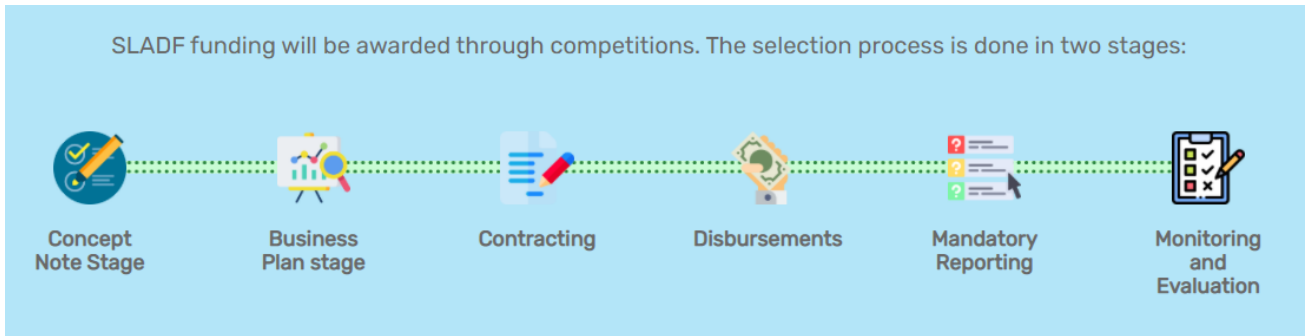 SLADF funding will be awarded through competitions. The selection process is done in two stages:
Concept
Note Stage
Business
Plan stage
Contracting
Disbursements
Mandatory
Reporting
Monitoring
and
Evaluation